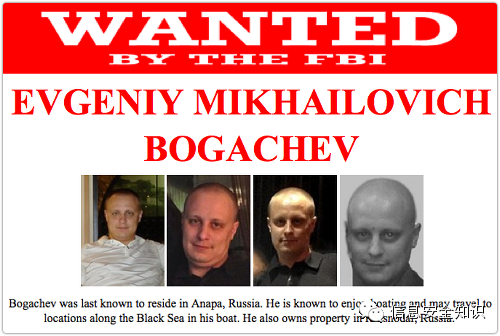 WANTED
BY THE FBI
EVGENIY MIKHAILOVICH
BOGACHEV
Bogachev was last known to reside in Anapa, Russia. He is known to enjoy boating and may travel to
locations along the Black Sea in his boat. He also owns property in Krasnodar, Russia.
信息安全知识